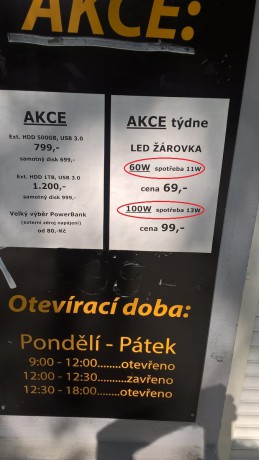 AKCE:
AKCE
Ext. HDD 500GB, USB 3.0
799,-
samotný disk 699,-
Ext. HDD 1TB, USB 3.0
1.200,-
samotný disk 999,-
Velký výběr PowerBank
(externí zdroj napájení)
od 80,-Kč
AKCE týdne
LED ŽÁROVKA
60W spotřeba 11W
cena 69,-
100W spotřeba 13W
cena 99,-
Otevírací doba:
Pondělí - Pátek
9:00 - 12:00........otevřeno
12:00 - 12:30........zavřeno
12:30 - 18:00.......otevřeno